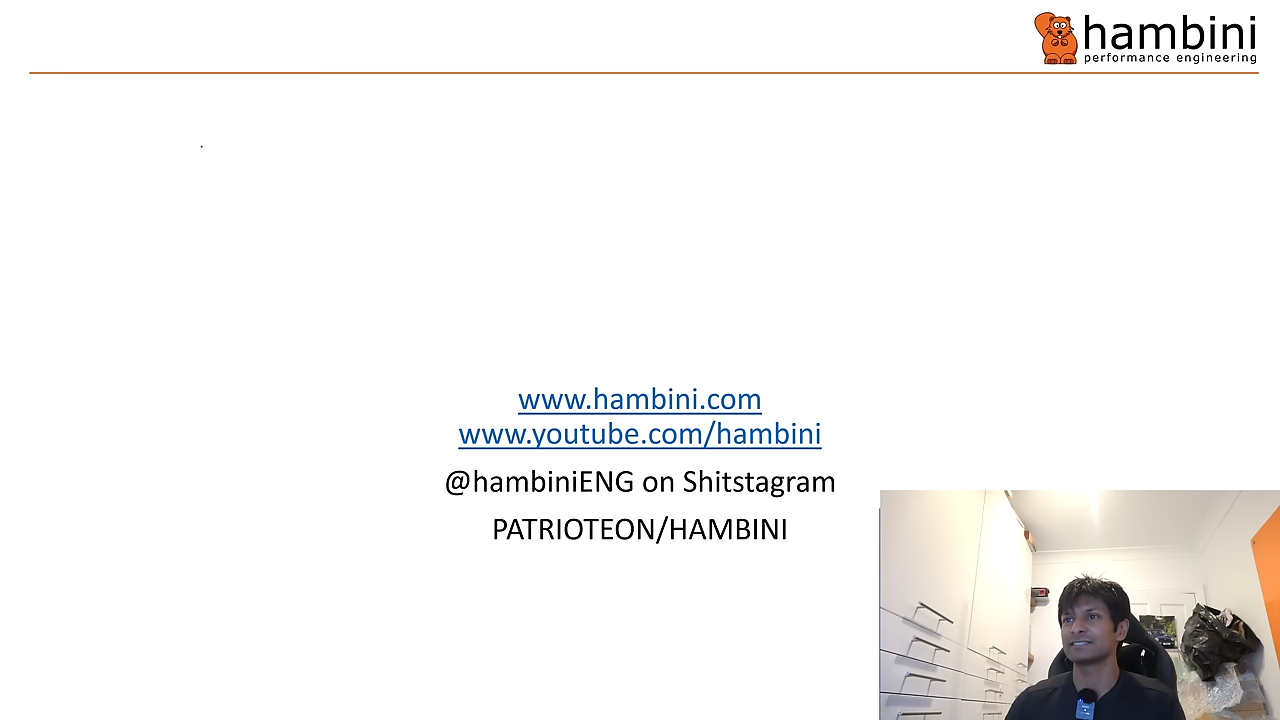 hambini
performance engineering
www.hambini.com
www.youtube.com/hambini
@hambiniENG on Shitstagram
PATRIOTEON/HAMBINI